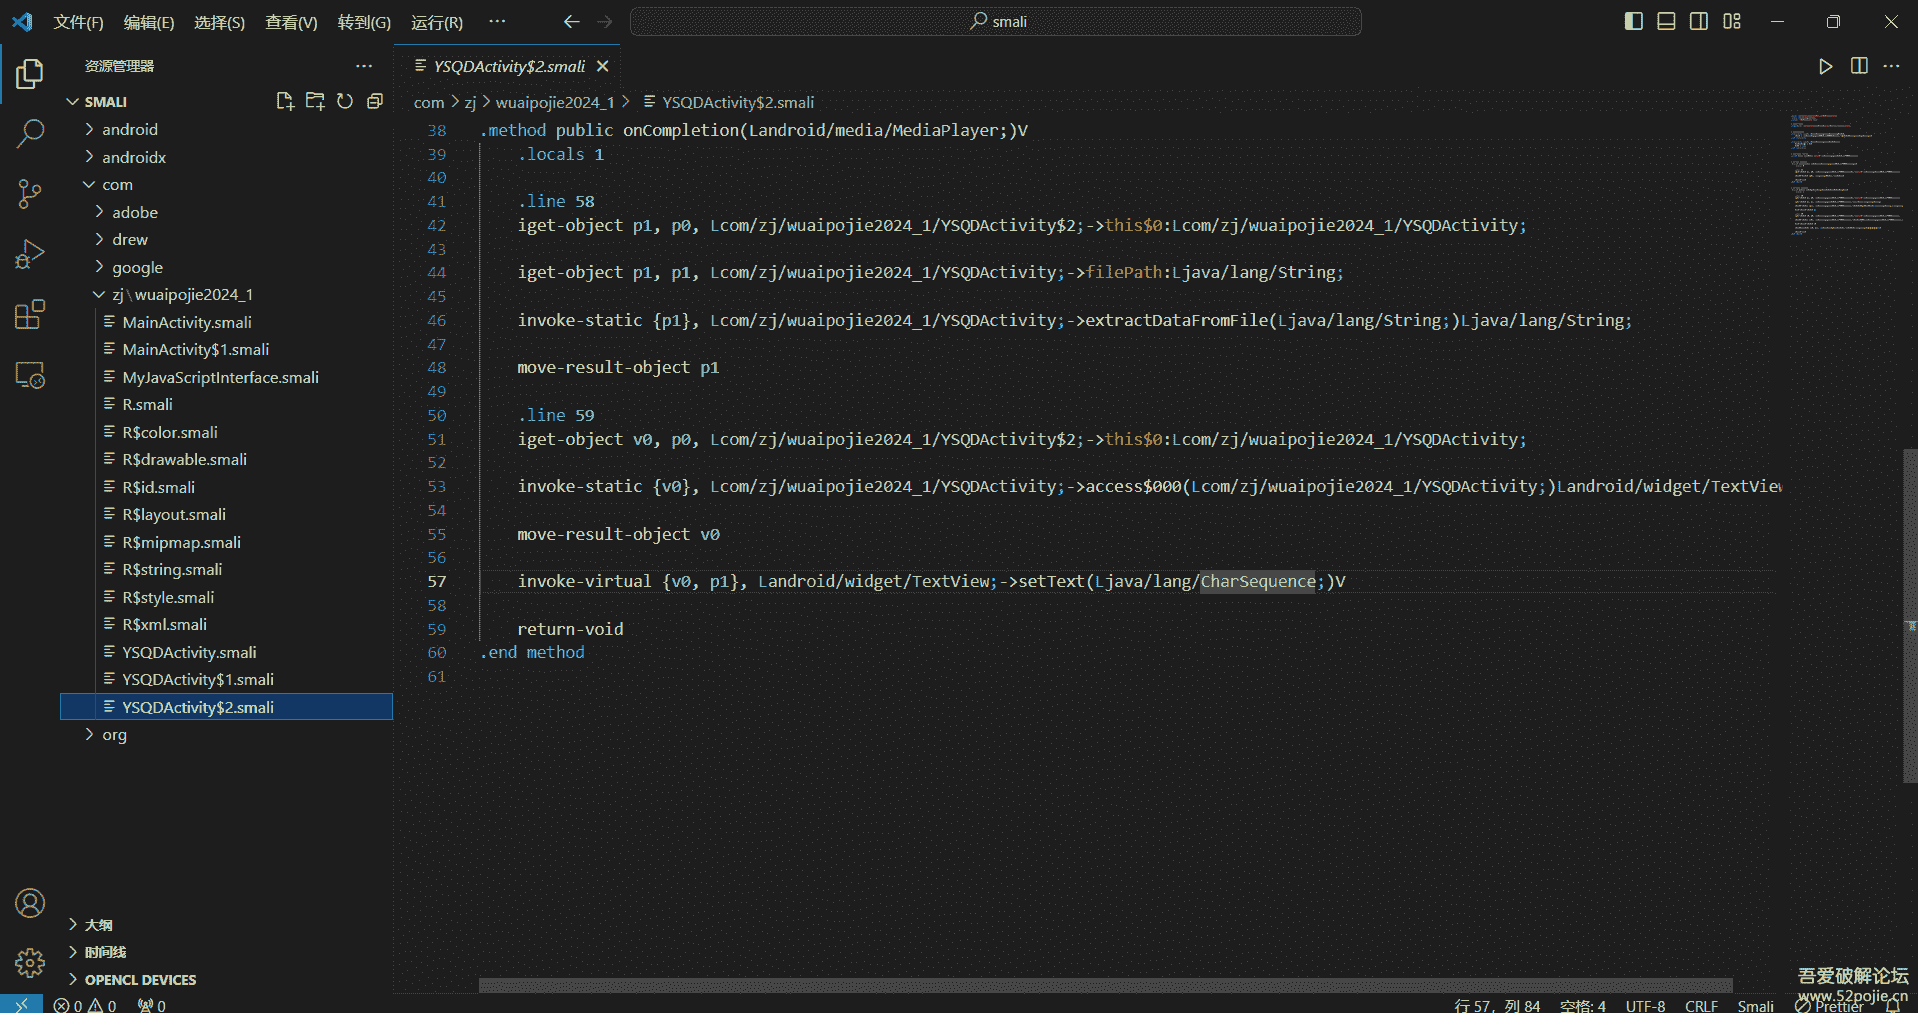 文件(F) 编辑(E) 选择(S) 查看(V) 转到(G) 运行(R) ··· smali
资源管理器 ···
SMALI
android
androidx
com
adobe
drew
google
zj\wuaipojie2024_1
MainActivity.smali
MainActivity$1.smali
MyJavaScriptInterface.smali
R.smali
R$color.smali
R$drawable.smali
R$id.smali
R$layout.smali
R$mipmap.smali
R$string.smali
R$style.smali
R$xml.smali
YSQDActivity.smali
YSQDActivity$1.smali
YSQDActivity$2.smali
org
大纲
时间线
OPENCL DEVICES
YSQDActivity$2.smali
com > zj > wuaipojie2024_1 > YSQDActivity$2.smali
38 .method public onCompletion(Landroid/media/MediaPlayer;)V
39 .locals 1
40
41 .line 58
42 iget-object p1, p0, Lcom/zj/wuaipojie2024_1/YSQDActivity$2;->this$0:Lcom/zj/wuaipojie2024_1/YSQDActivity;
43
44 iget-object p1, p1, Lcom/zj/wuaipojie2024_1/YSQDActivity;->filePath:Ljava/lang/String;
45
46 invoke-static {p1}, Lcom/zj/wuaipojie2024_1/YSQDActivity;->extractDataFromFile(Ljava/lang/String;)Ljava/lang/String;
47
48 move-result-object p1
49
50 .line 59
51 iget-object v0, p0, Lcom/zj/wuaipojie2024_1/YSQDActivity$2;->this$0:Lcom/zj/wuaipojie2024_1/YSQDActivity;
52
53 invoke-static {v0}, Lcom/zj/wuaipojie2024_1/YSQDActivity;->access$000(Lcom/zj/wuaipojie2024_1/YSQDActivity;)Landroid/widget/TextView
54
55 move-result-object v0
56
57 invoke-virtual {v0, p1}, Landroid/widget/TextView;->setText(Ljava/lang/CharSequence;)V
58
59 return-void
60 .end method
61
吾爱破解论坛
www.52pojie.cn
0 0 0 行 57, 列 84 空格: 4 UTF-8 CRLF Smali Prettier